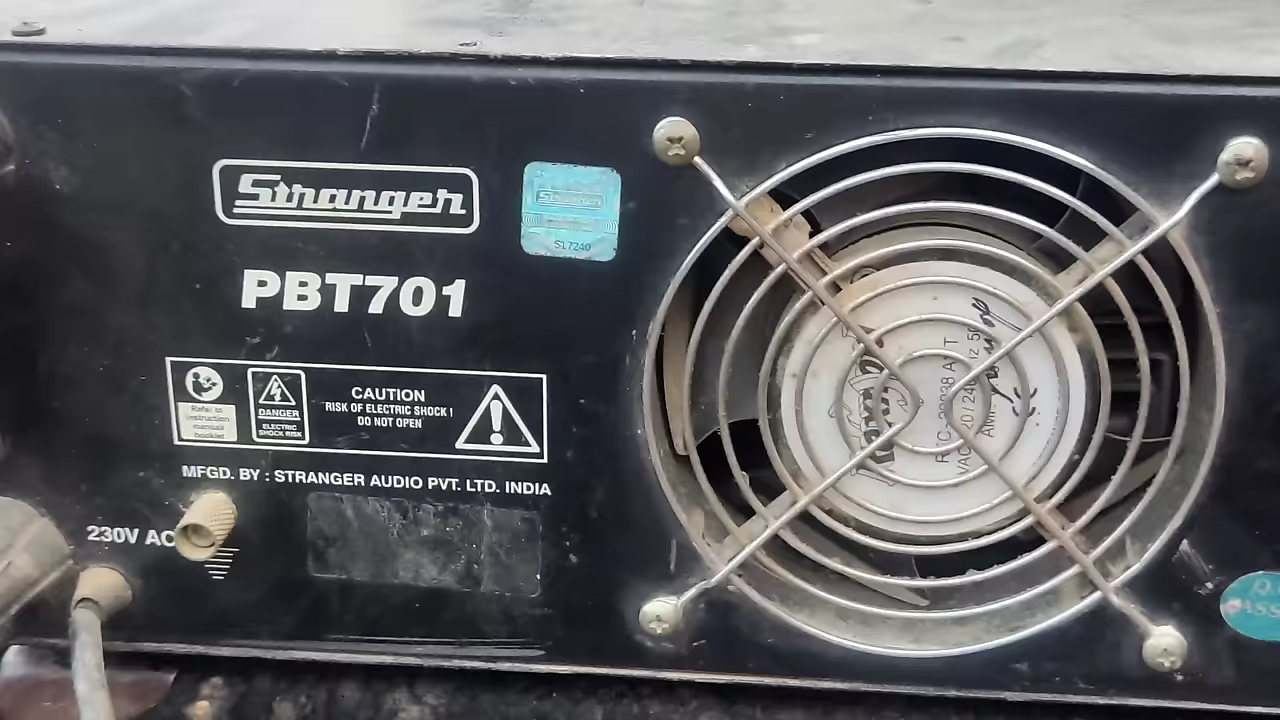 Stranger
Stranger
S17240
PBT701
Refer to
instruction
manual
booklet
DANGER
ELECTRIC
SHOCK RISK
CAUTION
RISK OF ELECTRIC SHOCK !
DO NOT OPEN
MFGD. BY : STRANGER AUDIO PVT. LTD. INDIA
230V AC
CE